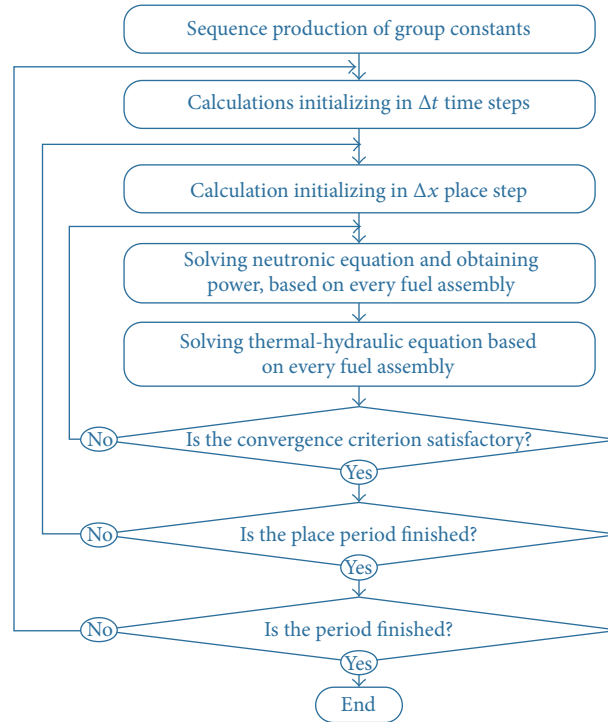 Sequence production of group constants
Calculations initializing in Δt time steps
Calculation initializing in Δx place step
Solving neutronic equation and obtaining
power, based on every fuel assembly
Solving thermal-hydraulic equation based
on every fuel assembly
No
Is the convergence criterion satisfactory?
Yes
No
Is the place period finished?
Yes
No
Is the period finished?
Yes
End